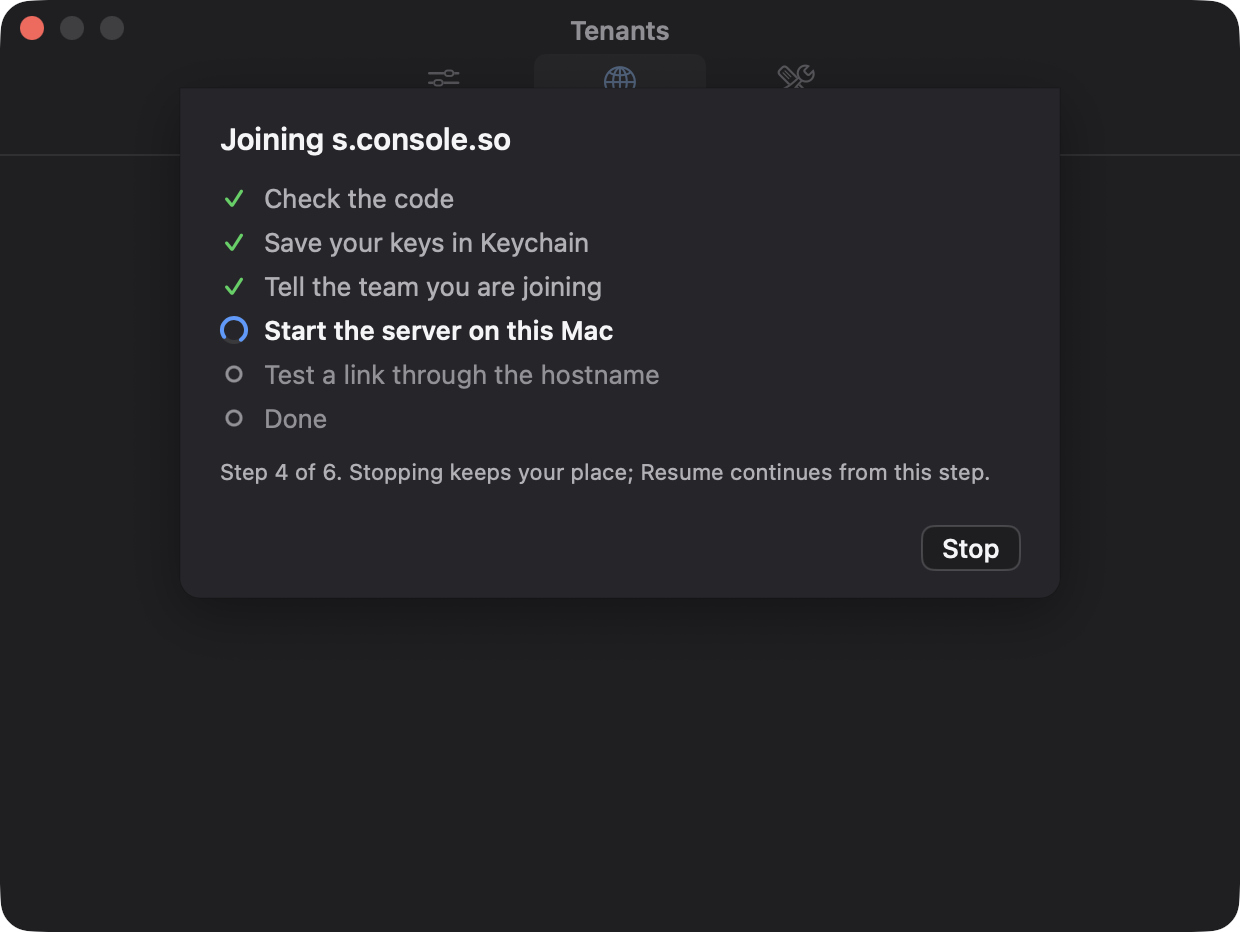 Tenants
Joining s.console.so
Check the code
Save your keys in Keychain
Tell the team you are joining
Start the server on this Mac
Test a link through the hostname
Done
Step 4 of 6. Stopping keeps your place; Resume continues from this step.
Stop